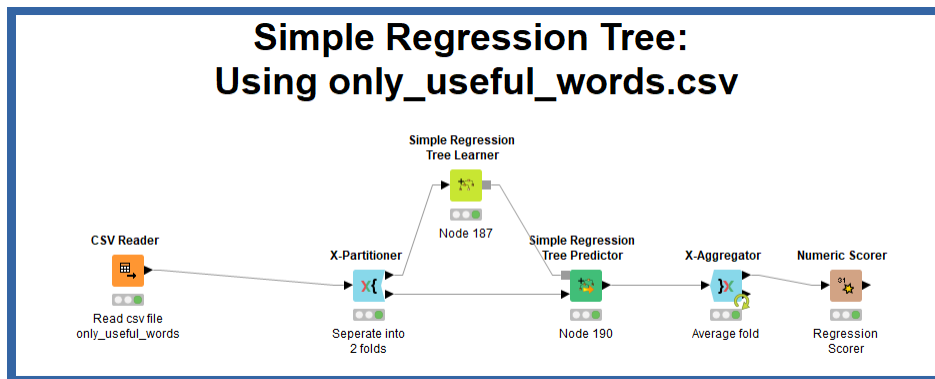 Simple Regression Tree:
Using only_useful_words.csv
Simple Regression
Tree Learner
Node 187
CSV Reader
Read csv file
only_useful_words
X-Partitioner
X{
Seperate into
2 folds
Simple Regression
Tree Predictor
Node 190
X-Aggregator
}X
Average fold
Numeric Scorer
Regression
Scorer